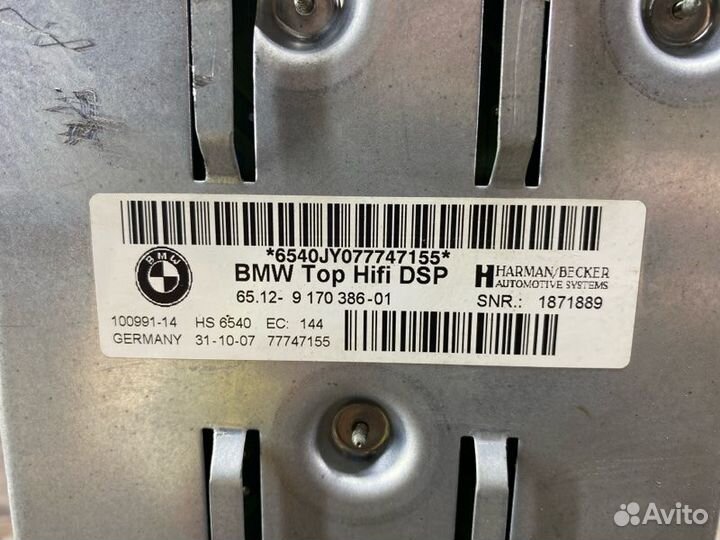 *6540JY077747155*
BMW
BMW Top Hifi DSP
65.12- 9 170 386-01
HARMAN/BECKER
AUTOMOTIVE SYSTEMS
SNR.: 1871889
100991-14 HS 6540 EC: 144
GERMANY 31-10-07 77747155
Avito